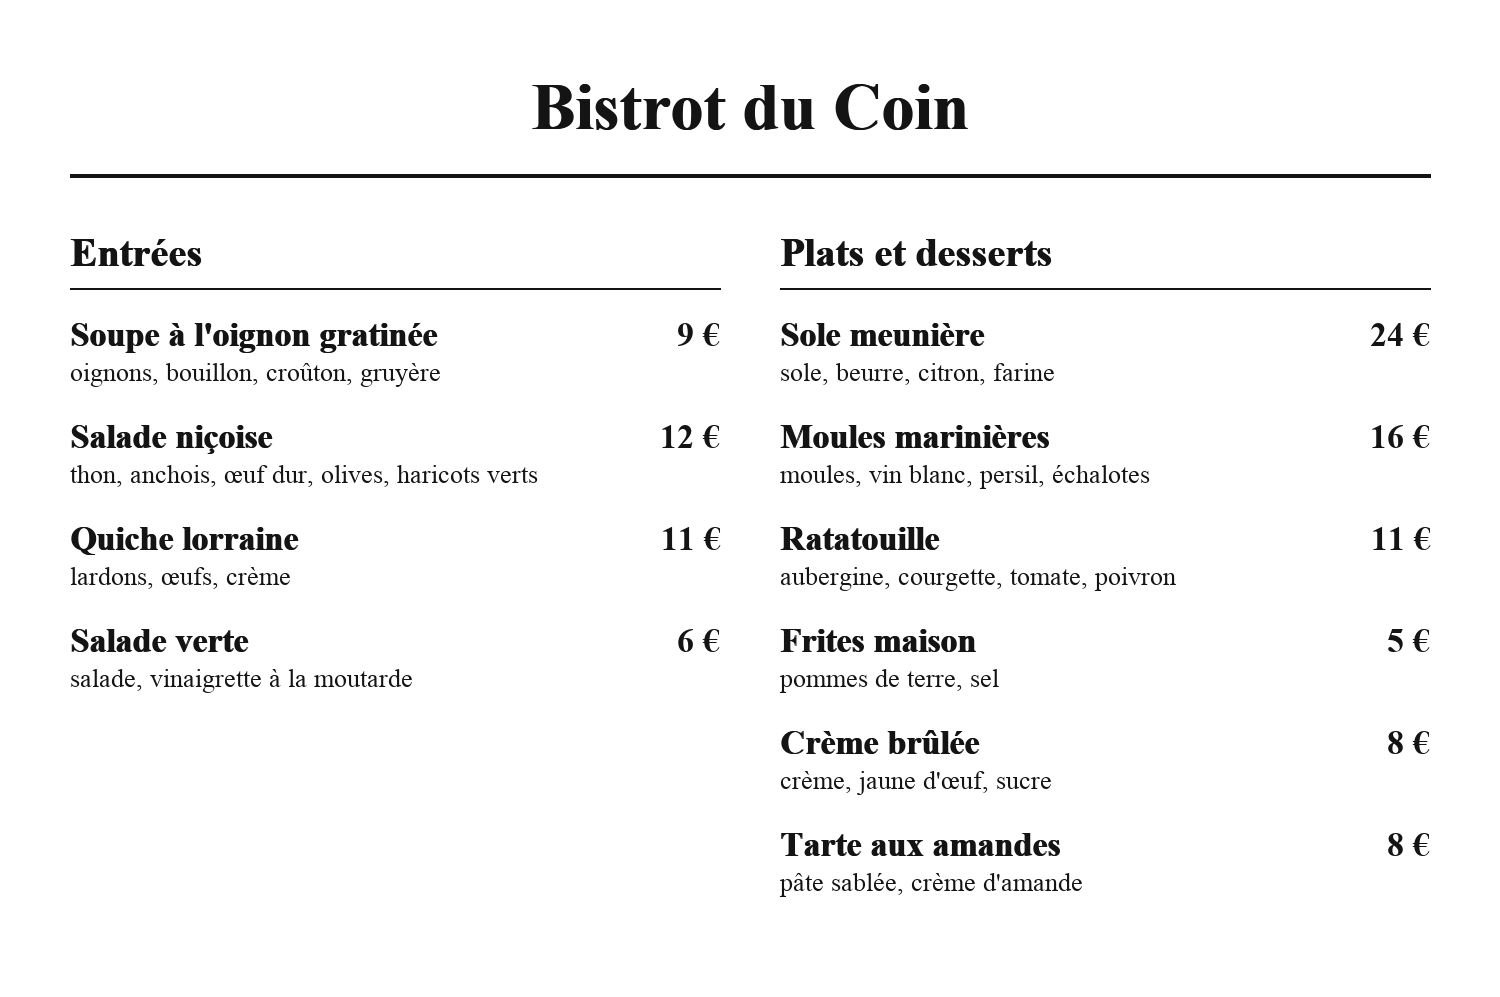 Bistrot du Coin
Entrées
Soupe à l'oignon gratinée 9 €
oignons, bouillon, croûton, gruyère
Salade niçoise 12 €
thon, anchois, œuf dur, olives, haricots verts
Quiche lorraine 11 €
lardons, œufs, crème
Salade verte 6 €
salade, vinaigrette à la moutarde
Plats et desserts
Sole meunière 24 €
sole, beurre, citron, farine
Moules marinières 16 €
moules, vin blanc, persil, échalotes
Ratatouille 11 €
aubergine, courgette, tomate, poivron
Frites maison 5 €
pommes de terre, sel
Crème brûlée 8 €
crème, jaune d'œuf, sucre
Tarte aux amandes 8 €
pâte sablée, crème d'amande